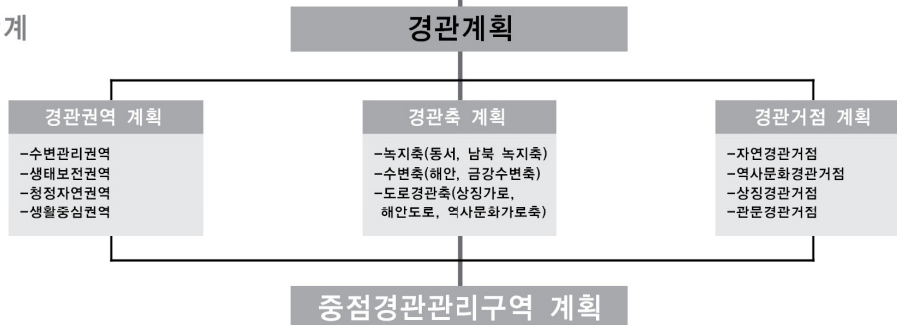 계
경관계획
경관권역 계획
-수변관리권역
-생태보전권역
-청정자연권역
-생활중심권역
경관축 계획
-녹지축(동서, 남북 녹지축)
-수변축(해안, 금강수변축)
-도로경관축(상징가로,
해안도로, 역사문화가로축)
경관거점 계획
-자연경관거점
-역사문화경관거점
-상징경관거점
-관문경관거점
중점경관관리구역 계획